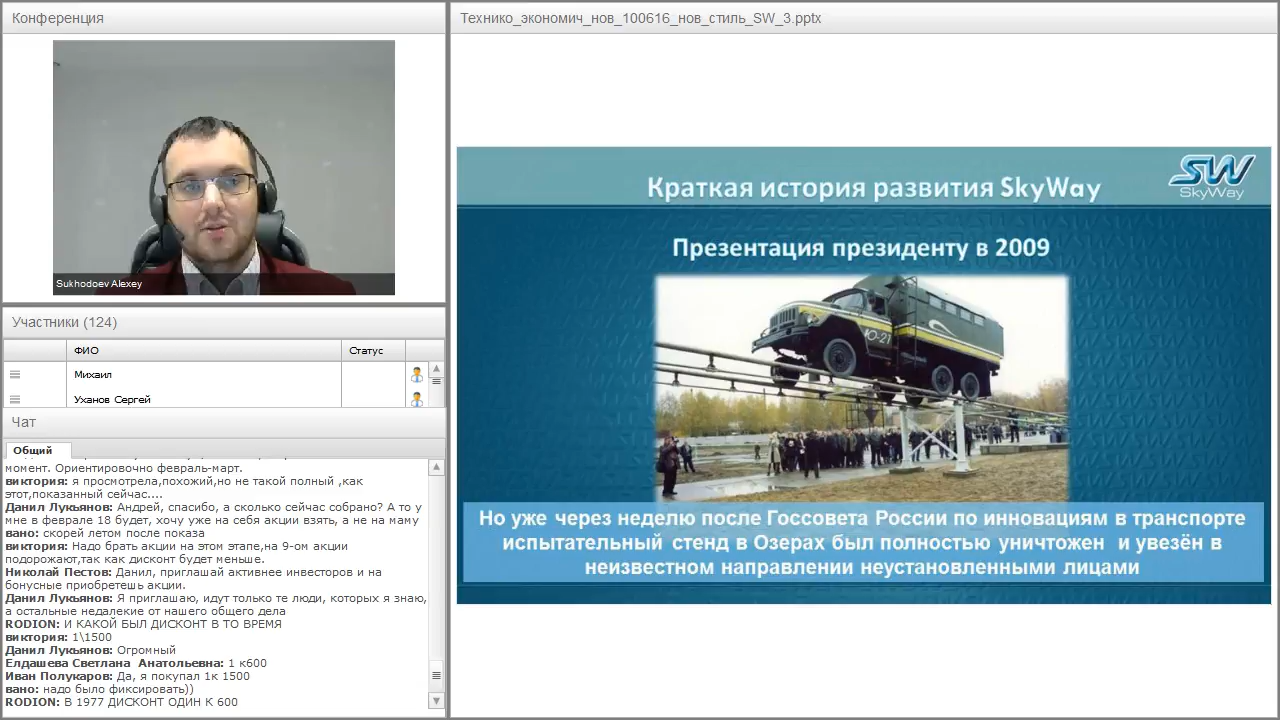 Конференция
Sukhodoev Alexey
Участники (124)
ФИО
Статус
Михаил
Уханов Сергей
Чат
Общий
момент. Ориентировочно февраль-март.
виктория: я просмотрела,похожий,но не такой полный ,как
этот,показанный сейчас....
Данил Лукьянов: Андрей, спасибо, а сколько сейчас собрано? А то у
мне в феврале 18 будет, хочу уже на себя акции взять, а не на маму
вано: скорей летом после показа
виктория: Надо брать акции на этом этапе,на 9-ом акции
подорожают,так как дисконт будет меньше.
Николай Пестов: Данил, приглашай активнее инвесторов и на
бонусные приобретешь акции.
Данил Лукьянов: Я приглашаю, идут только те люди, которых я знаю,
а остальные недалекие от нашего общего дела
RODION: И КАКОЙ БЫЛ ДИСКОНТ В ТО ВРЕМЯ
виктория: 1\1500
Данил Лукьянов: Огромный
Елдашева Светлана Анатольевна: 1 к600
Иван Полукаров: Да, я покупал 1к 1500
вано: надо было фиксировать))
RODION: В 1977 ДИСКОНТ ОДИН К 600
Технико_экономич_нов_100616_нов_стиль_SW_3.pptx
SW
SkyWay
Краткая история развития SkyWay
Презентация президенту в 2009
Ю-21
Но уже через неделю после Госсовета России по инновациям в транспорте
испытательный стенд в Озерах был полностью уничтожен и увезён в
неизвестном направлении неустановленными лицами